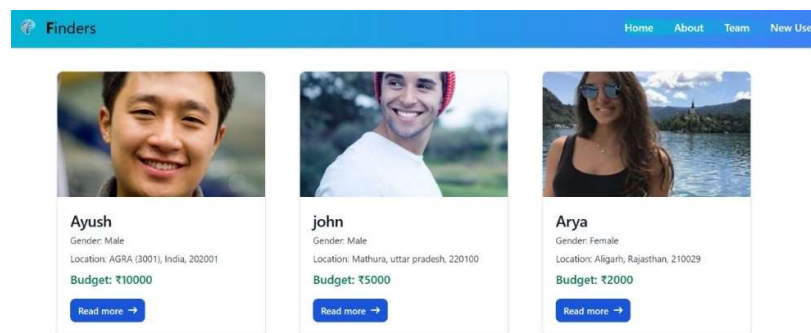 Finders
Home About Team New Use
Ayush
Gender: Male
Location: AGRA (3001), India, 202001
Budget: ₹10000
Read more →
john
Gender: Male
Location: Mathura, uttar pradesh, 220100
Budget: ₹5000
Read more →
Arya
Gender: Female
Location: Aligarh, Rajasthan, 210029
Budget: ₹2000
Read more →